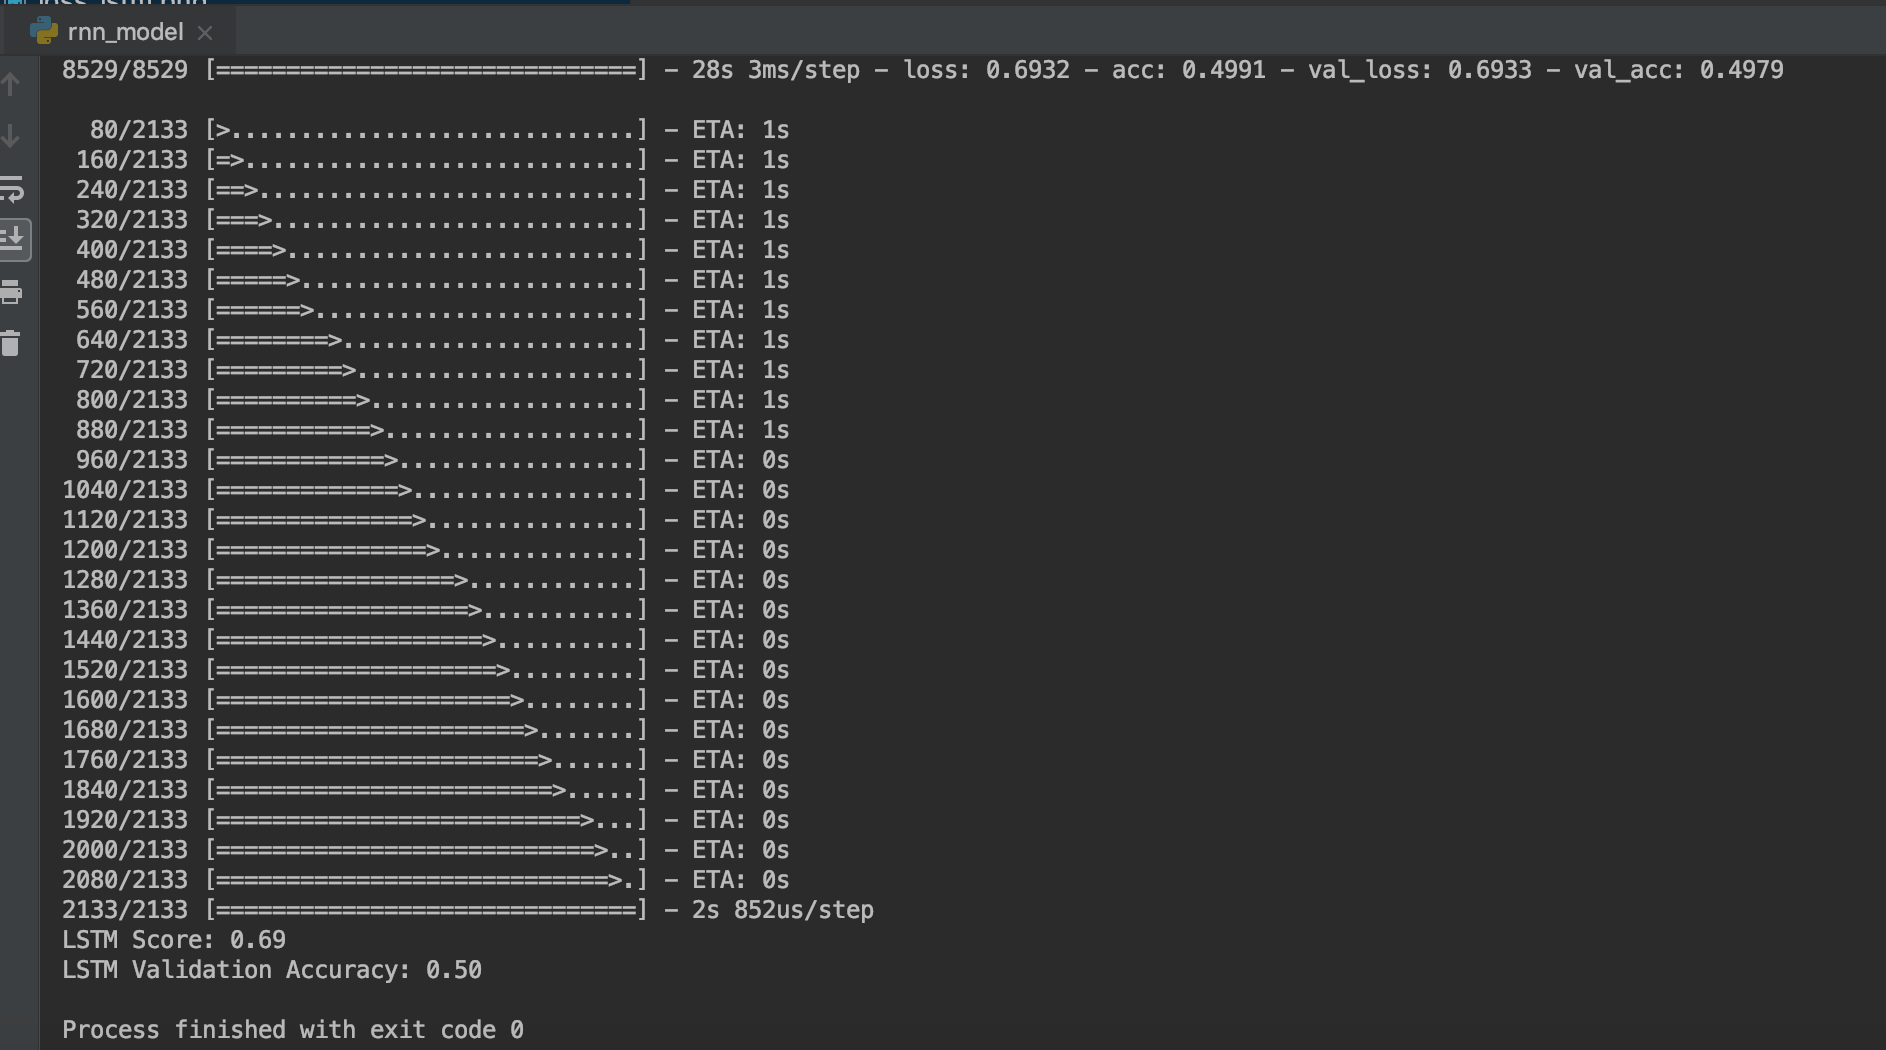 rnn_model
8529/8529 [==============================] - 28s 3ms/step - loss: 0.6932 - acc: 0.4991 - val_loss: 0.6933 - val_acc: 0.4979
80/2133 [>.............................] - ETA: 1s
160/2133 [=>............................] - ETA: 1s
240/2133 [==>...........................] - ETA: 1s
320/2133 [===>..........................] - ETA: 1s
400/2133 [====>.........................] - ETA: 1s
480/2133 [=====>........................] - ETA: 1s
560/2133 [======>.......................] - ETA: 1s
640/2133 [========>.....................] - ETA: 1s
720/2133 [=========>....................] - ETA: 1s
800/2133 [==========>...................] - ETA: 1s
880/2133 [===========>..................] - ETA: 1s
960/2133 [============>.................] - ETA: 0s
1040/2133 [=============>................] - ETA: 0s
1120/2133 [==============>...............] - ETA: 0s
1200/2133 [===============>..............] - ETA: 0s
1280/2133 [=================>............] - ETA: 0s
1360/2133 [==================>...........] - ETA: 0s
1440/2133 [===================>..........] - ETA: 0s
1520/2133 [====================>.........] - ETA: 0s
1600/2133 [=====================>........] - ETA: 0s
1680/2133 [======================>.......] - ETA: 0s
1760/2133 [=======================>......] - ETA: 0s
1840/2133 [========================>.....] - ETA: 0s
1920/2133 [==========================>...] - ETA: 0s
2000/2133 [===========================>..] - ETA: 0s
2080/2133 [============================>.] - ETA: 0s
2133/2133 [==============================] - 2s 852us/step
LSTM Score: 0.69
LSTM Validation Accuracy: 0.50
Process finished with exit code 0